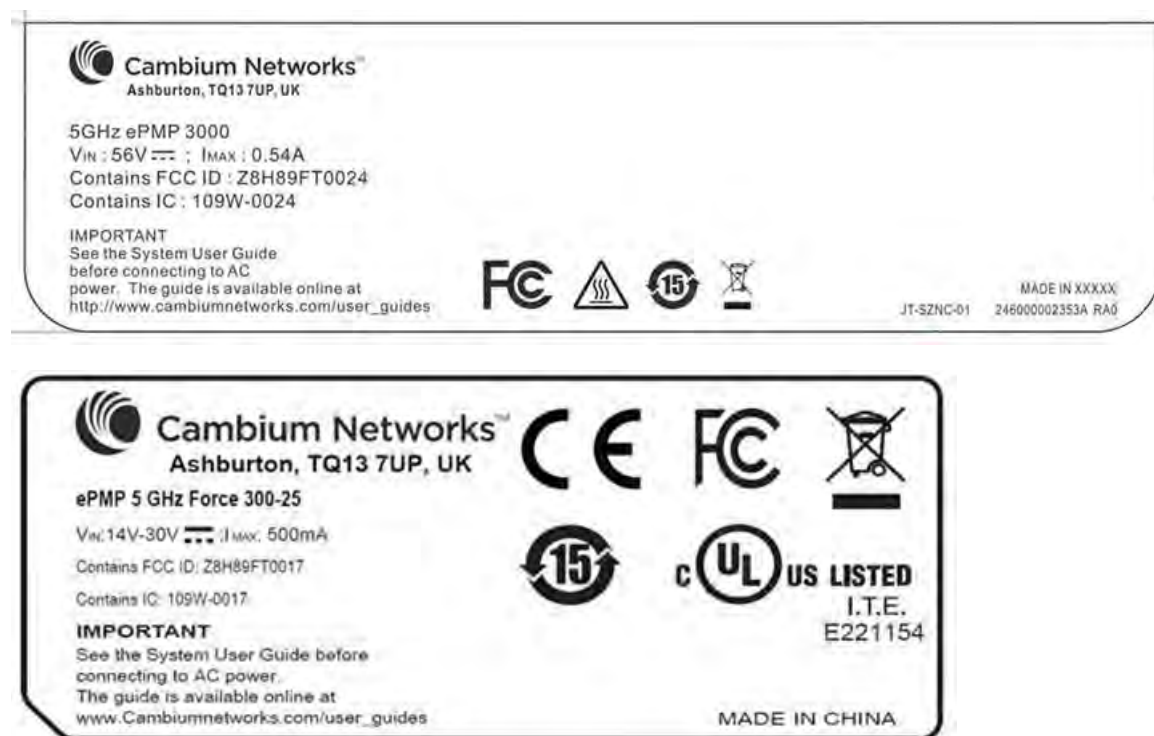 Cambium Networks™
Ashburton, TQ13 7UP, UK
5GHz ePMP 3000
VIN : 56V ; IMAX : 0.54A
Contains FCC ID : Z8H89FT0024
Contains IC : 109W-0024
IMPORTANT
See the System User Guide
before connecting to AC
power. The guide is available online at
http://www.cambiumnetworks.com/user_guides
FC
15
MADE IN XXXXX
JT-SZNC-01 246000002353A RA0
Cambium Networks™
Ashburton, TQ13 7UP, UK
ePMP 5 GHz Force 300-25
VIN:14V-30V ;IMAX: 500mA
Contains FCC ID: Z8H89FT0017
Contains IC: 109W-0017
IMPORTANT
See the System User Guide before
connecting to AC power.
The guide is available online at
www.Cambiumnetworks.com/user_guides
CE FC
15
C UL US LISTED
I.T.E.
E221154
MADE IN CHINA